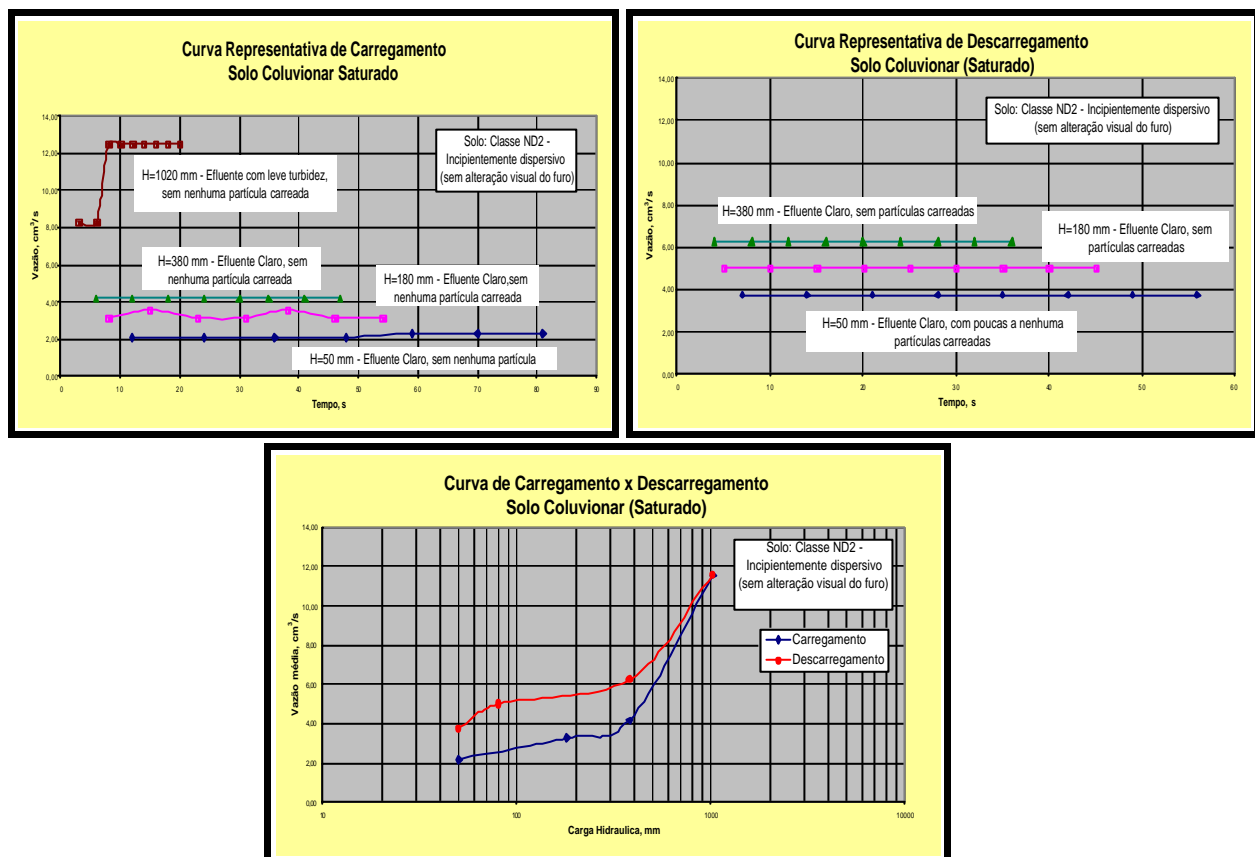 Curva Representativa de Carregamento
Solo Coluvionar Saturado
14,00
12,00
10,00
8,00
6,00
4,00
2,00
0,00
Vazão, cm³/s
Solo: Classe ND2 -
Incipientemente dispersivo
(sem alteração visual do furo)
H=1020 mm - Efluente com leve turbidez,
sem nenhuma partícula carreada
H=380 mm - Efluente Claro, sem
nenhuma partícula carreada
H=180 mm - Efluente Claro,sem
nenhuma partícula carreada
H=50 mm - Efluente Claro, sem nenhuma partícula
0 10 20 30 40 50 60 70 80 90
Tempo, s
Curva Representativa de Descarregamento
Solo Coluvionar (Saturado)
14,00
12,00
10,00
8,00
6,00
4,00
2,00
0,00
Vazão, cm³/s
Solo: Classe ND2 - Incipientemente dispersivo
(sem alteração visual do furo)
H=380 mm - Efluente Claro, sem partículas carreadas
H=180 mm - Efluente Claro, sem
partículas carreadas
H=50 mm - Efluente Claro, com poucas a nenhuma
partículas carreadas
0 10 20 30 40 50 60
Tempo, s
Curva de Carregamento x Descarregamento
Solo Coluvionar (Saturado)
14,00
12,00
10,00
8,00
6,00
4,00
2,00
0,00
Vazão média, cm³/s
Solo: Classe ND2 -
Incipientemente dispersivo
(sem alteração visual do furo)
Carregamento
Descarregamento
10 100 1000 10000
Carga Hidraulica, mm